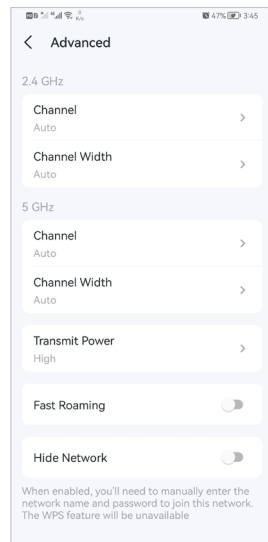 0
K/s
47% 3:45
Advanced
2.4 GHz
Channel
Auto
Channel Width
Auto
5 GHz
Channel
Auto
Channel Width
Auto
Transmit Power
High
Fast Roaming
Hide Network
When enabled, you'll need to manually enter the
network name and password to join this network.
The WPS feature will be unavailable